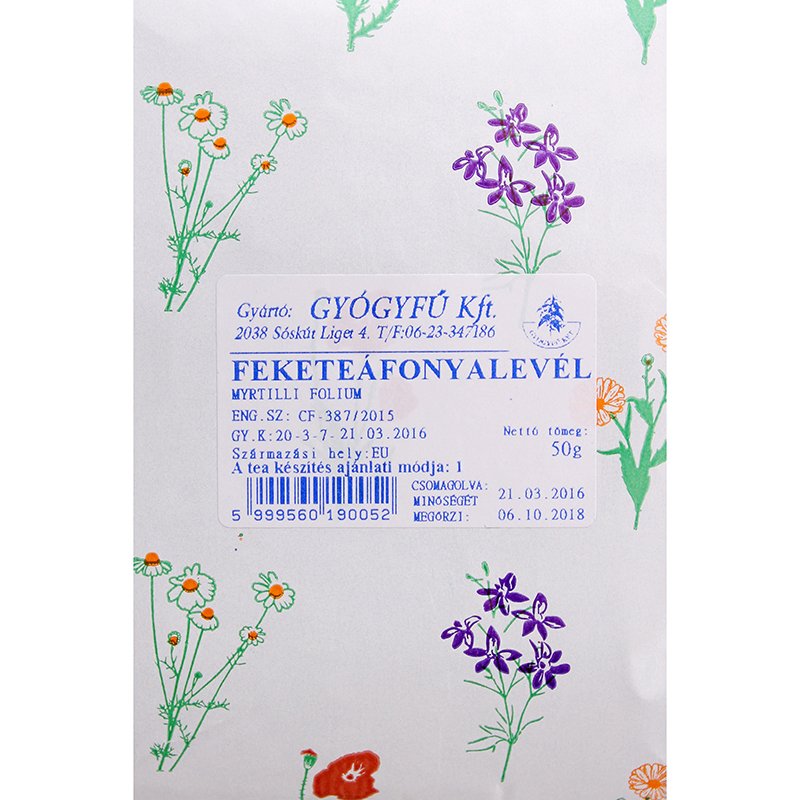 Gyártó: GYÓGYFŰ Kft.
2038 Sóskút Liget 4. T/F:06-23-347186
GYÓGYFŰ KFT.
FEKETEÁFONYALEVÉL
MYRTILLI FOLIUM
ENG.SZ: CF-387/2015
GY.K:20-3-7-21.03.2016
Nettó tömeg:
Származási hely:EU
50g
A tea készítés ajánlati módja: 1
CSOMAGOLVA: 21.03.2016
MINŐSÉGÉT
MEGŐRZI: 06.10.2018
5 999560 190052